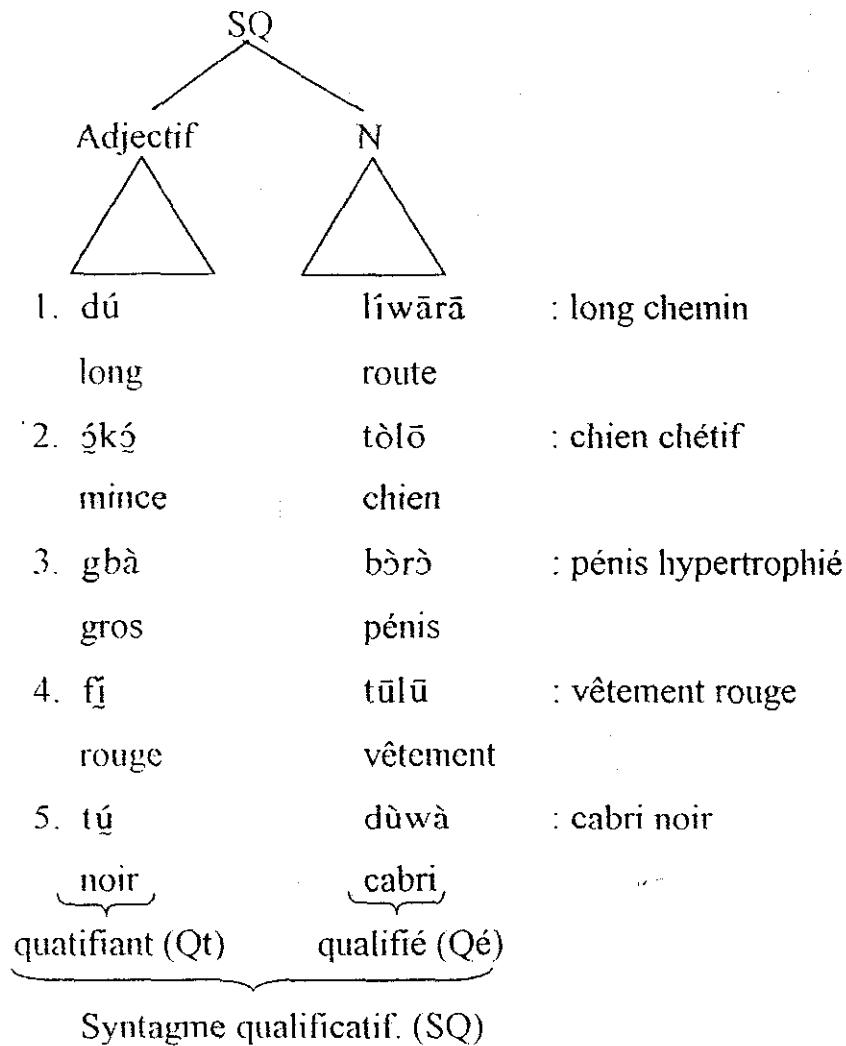 SQ
Adjectif N
1. dú líwārā : long chemin
long route
2. ɔ̰́kɔ̰́ tòlō : chien chétif
mince chien
3. gbà bɔ̀rɔ̀ : pénis hypertrophié
gros pénis
4. fḭ́ tūlū : vêtement rouge
rouge vêtement
5. tṵ́ dùwà : cabri noir
noir cabri
quatifiant (Qt) qualifié (Qé)
Syntagme qualificatif. (SQ)